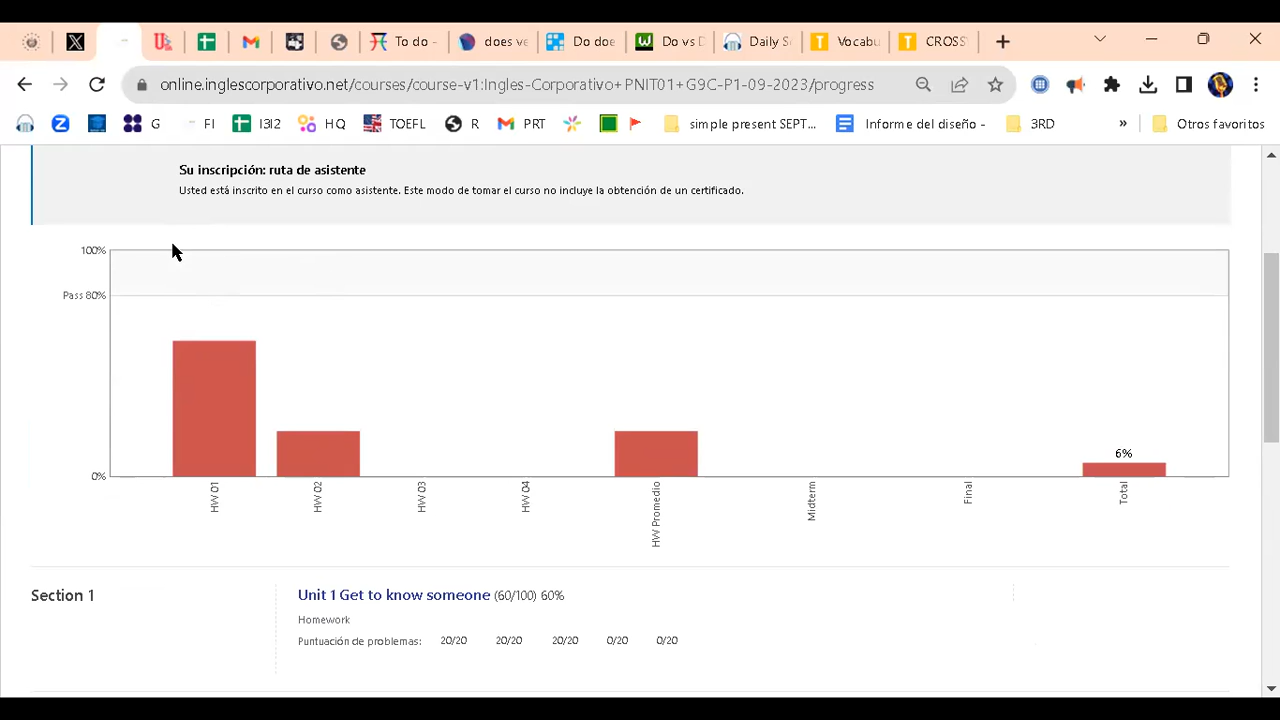 To do -
does ve
Do doe
Do vs D
Daily S
Vocabu
CROSS
online.inglescorporativo.net/courses/course-v1:Ingles-Corporativo+PNIT01+G9C-P1-09-2023/progress
G
FI
I3I2
HQ
TOEFL
R
PRT
simple present SEPT...
Informe del diseño -
3RD
»
Otros favoritos
Su inscripción: ruta de asistente
Usted está inscrito en el curso como asistente. Este modo de tomar el curso no incluye la obtención de un certificado.
100%
Pass 80%
0%
6%
HW 01
HW 02
HW 03
HW 04
HW Promedio
Midterm
Final
Total
Section 1
Unit 1 Get to know someone (60/100) 60%
Homework
Puntuación de problemas: 20/20 20/20 20/20 0/20 0/20